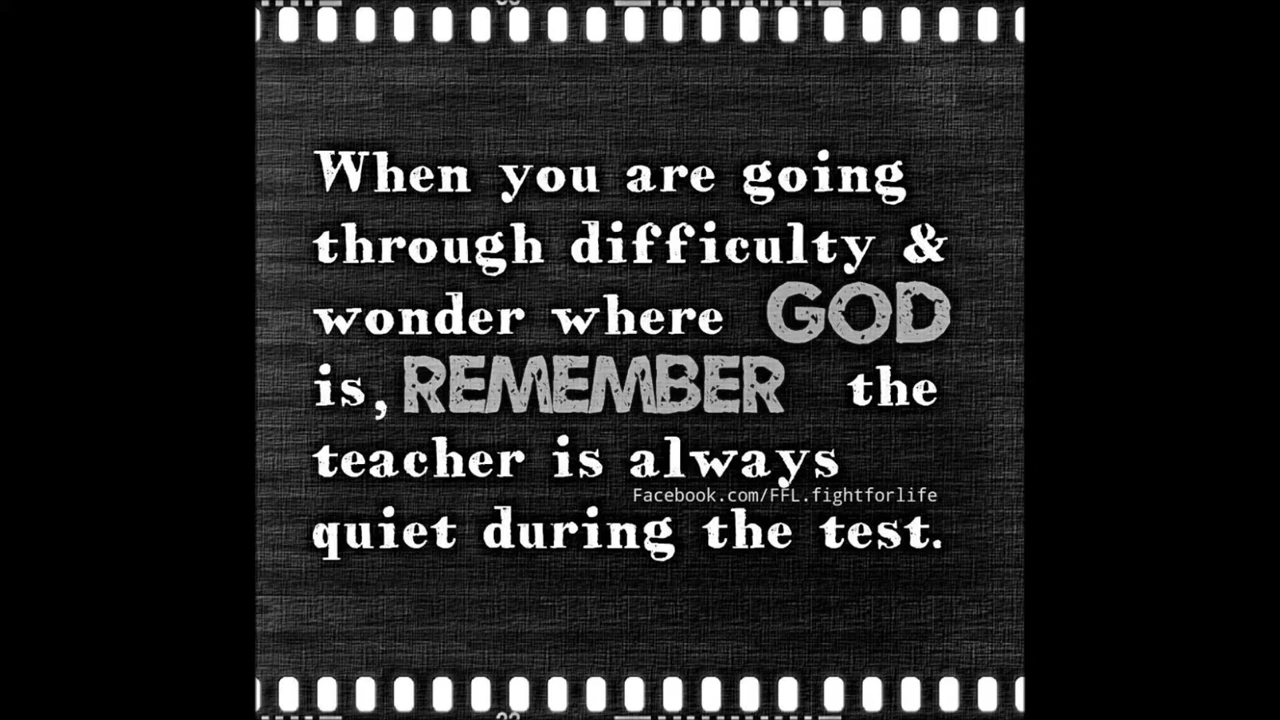 When you are going
through difficulty &
wonder where GOD
is, REMEMBER the
teacher is always
Facebook.com/FFL.fightforlife
quiet during the test.